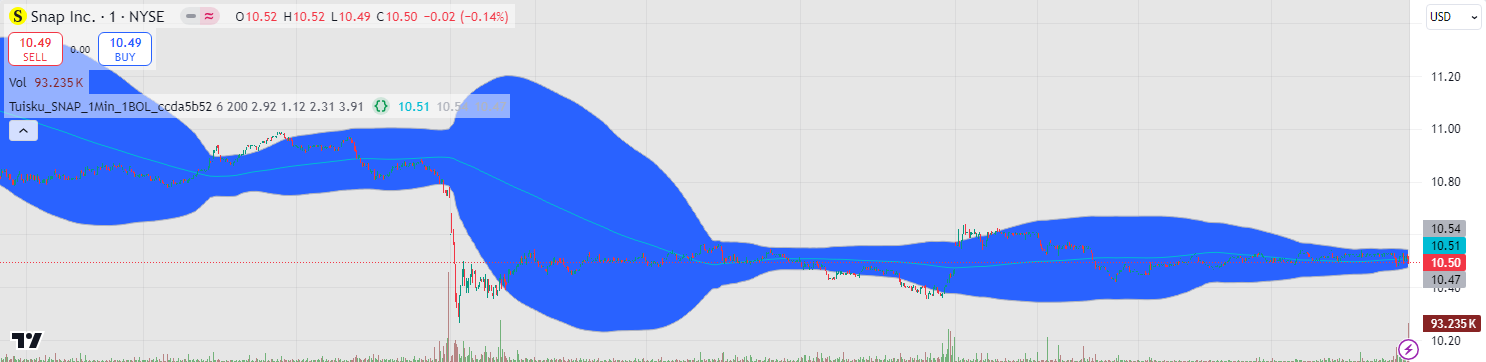 S Snap Inc. · 1 · NYSE O10.52 H10.52 L10.49 C10.50 −0.02 (−0.14%)
USD
10.49 0.00 10.49
SELL BUY
Vol 93.235K
Tuisku_SNAP_1Min_1BOL_ccda5b52 6 200 2.92 1.12 2.31 3.91 {} 10.51
11.20
11.00
10.80
10.54
10.51
10.50
10.47
10.40
93.235K
10.20